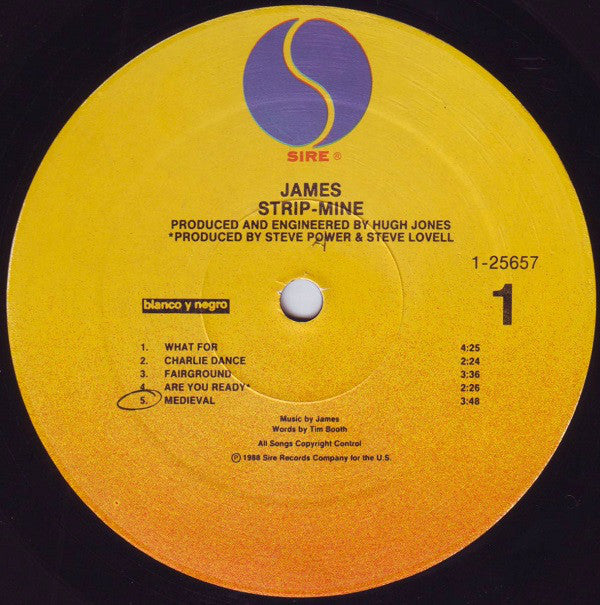 SIRE ®
JAMES
STRIP-MINE
PRODUCED AND ENGINEERED BY HUGH JONES
*PRODUCED BY STEVE POWER & STEVE LOVELL
1-25657
1
blanco y negro
1. WHAT FOR 4:25
2. CHARLIE DANCE 2:24
3. FAIRGROUND 3:36
4. ARE YOU READY* 2:26
5. MEDIEVAL 3:48
Music by James
Words by Tim Booth
All Songs Copyright Control
℗ 1988 Sire Records Company for the U.S.